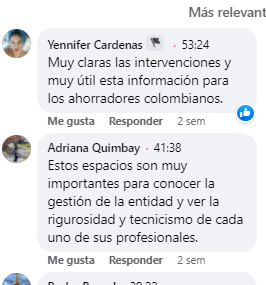 Más relevant
Yennifer Cardenas · 53:24
Muy claras las intervenciones y
muy útil esta información para
los ahorradores colombianos.
Me gusta Responder 2 sem
Adriana Quimbay · 41:38
Estos espacios son muy
importantes para conocer la
gestión de la entidad y ver la
rigurosidad y tecnicismo de cada
uno de sus profesionales.
Me gusta Responder 2 sem